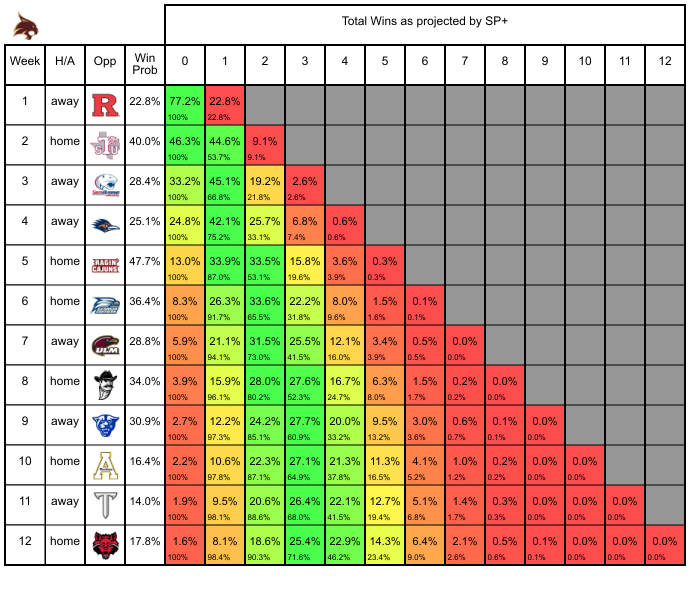 Total Wins as projected by SP+
Week H/A Opp Win Prob 0 1 2 3 4 5 6 7 8 9 10 11 12
1 away R 22.8% 77.2% 22.8%
100% 22.8%
2 home 40.0% 46.3% 44.6% 9.1%
100% 53.7% 9.1%
3 away 28.4% 33.2% 45.1% 19.2% 2.6%
100% 66.8% 21.8% 2.6%
4 away 25.1% 24.8% 42.1% 25.7% 6.8% 0.6%
100% 75.2% 33.1% 7.4% 0.6%
5 home RAGIN CAJUNS 47.7% 13.0% 33.9% 33.5% 15.8% 3.6% 0.3%
100% 87.0% 53.1% 19.6% 3.9% 0.3%
6 home 36.4% 8.3% 26.3% 33.6% 22.2% 8.0% 1.5% 0.1%
100% 91.7% 65.5% 31.8% 9.6% 1.6% 0.1%
7 away ULM 28.8% 5.9% 21.1% 31.5% 25.5% 12.1% 3.4% 0.5% 0.0%
100% 94.1% 73.0% 41.5% 16.0% 3.9% 0.5% 0.0%
8 home 34.0% 3.9% 15.9% 28.0% 27.6% 16.7% 6.3% 1.5% 0.2% 0.0%
100% 96.1% 80.2% 52.3% 24.7% 8.0% 1.7% 0.2% 0.0%
9 away 30.9% 2.7% 12.2% 24.2% 27.7% 20.0% 9.5% 3.0% 0.6% 0.1% 0.0%
100% 97.3% 85.1% 60.9% 33.2% 13.2% 3.6% 0.7% 0.1% 0.0%
10 home A 16.4% 2.2% 10.6% 22.3% 27.1% 21.3% 11.3% 4.1% 1.0% 0.2% 0.0% 0.0%
100% 97.8% 87.1% 64.9% 37.8% 16.5% 5.2% 1.2% 0.2% 0.0% 0.0%
11 away T 14.0% 1.9% 9.5% 20.6% 26.4% 22.1% 12.7% 5.1% 1.4% 0.3% 0.0% 0.0% 0.0%
100% 98.1% 88.6% 68.0% 41.5% 19.4% 6.8% 1.7% 0.3% 0.0% 0.0% 0.0%
12 home 17.8% 1.6% 8.1% 18.6% 25.4% 22.9% 14.3% 6.4% 2.1% 0.5% 0.1% 0.0% 0.0% 0.0%
100% 98.4% 90.3% 71.6% 46.2% 23.4% 9.0% 2.6% 0.6% 0.1% 0.0% 0.0% 0.0%